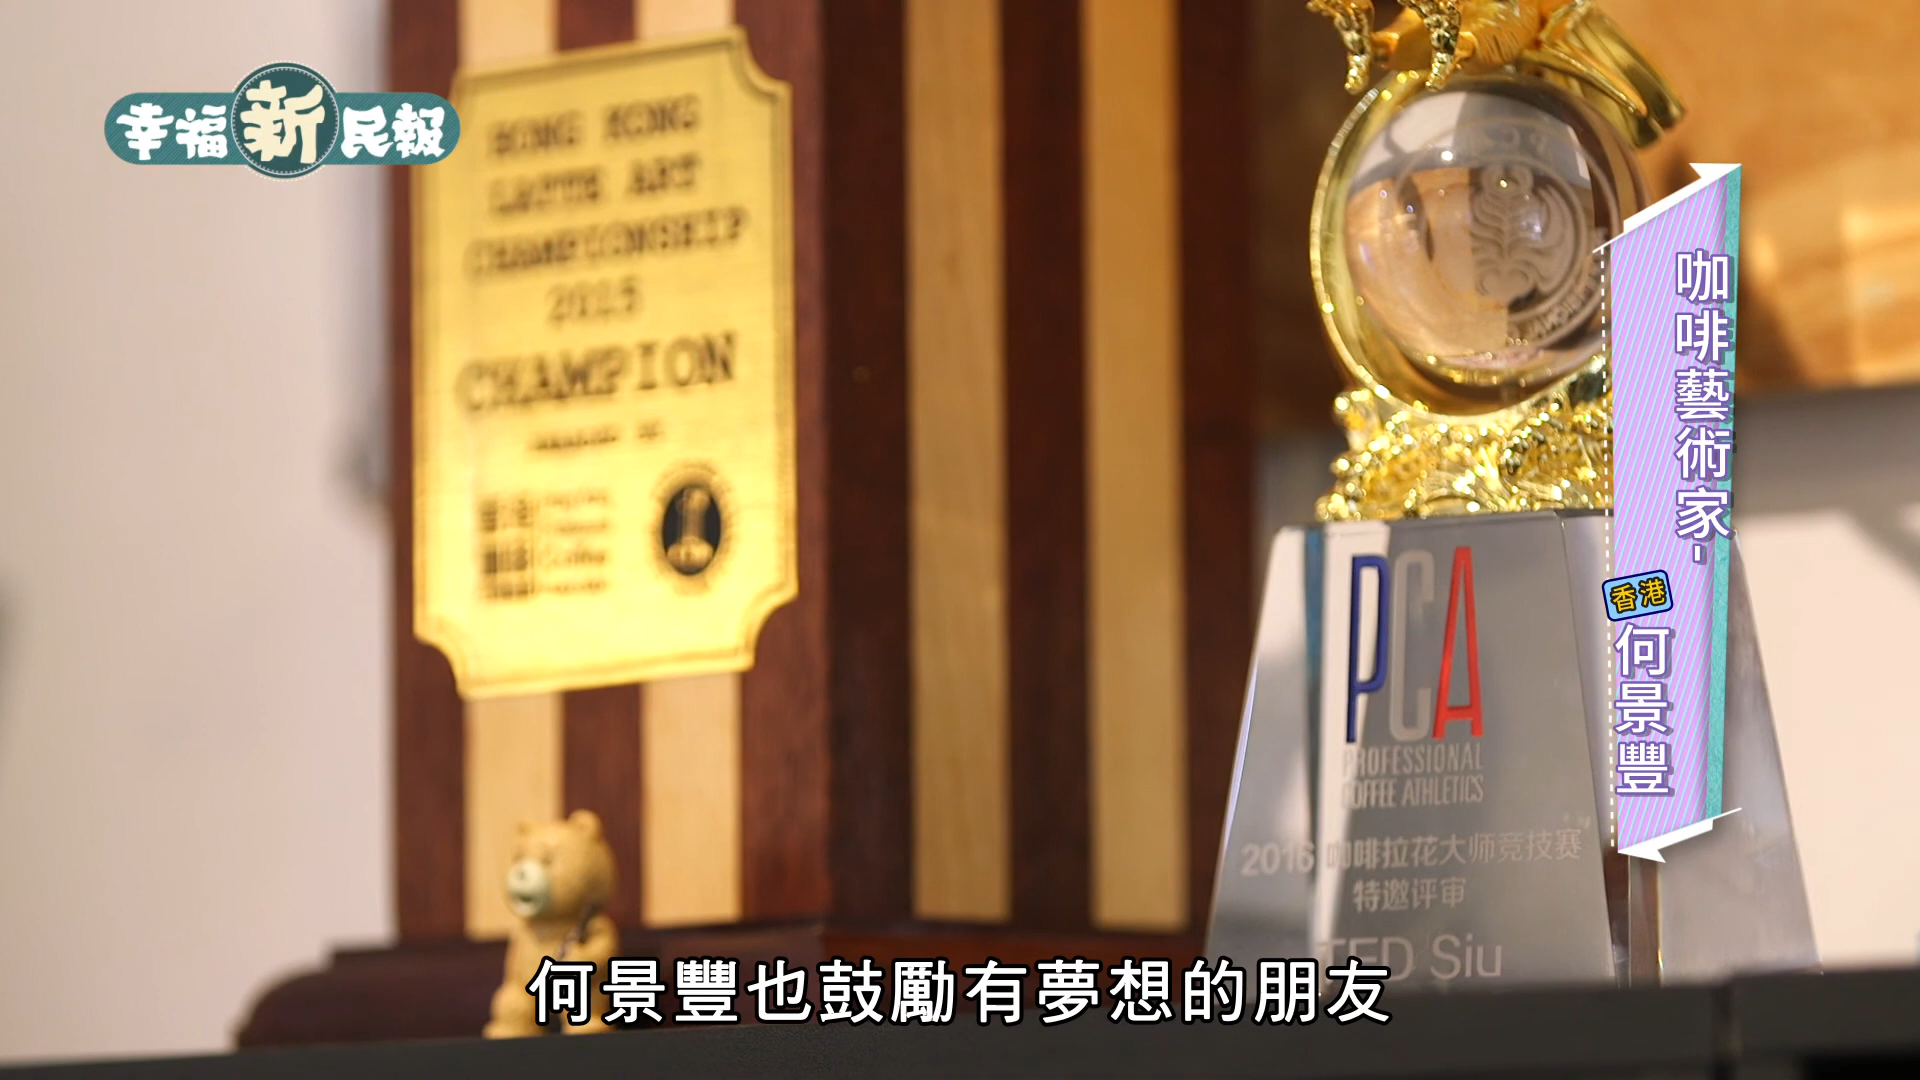 幸福新民報
HONG KONG
LATTE ART
CHAMPIONSHIP
2015
CHAMPION
PCA
PROFESSIONAL
COFFEE ATHLETICS
2016 咖啡拉花大师竞技赛
特邀评审
TED Siu
咖啡藝術家-
香港
何景豐
何景豐也鼓勵有夢想的朋友